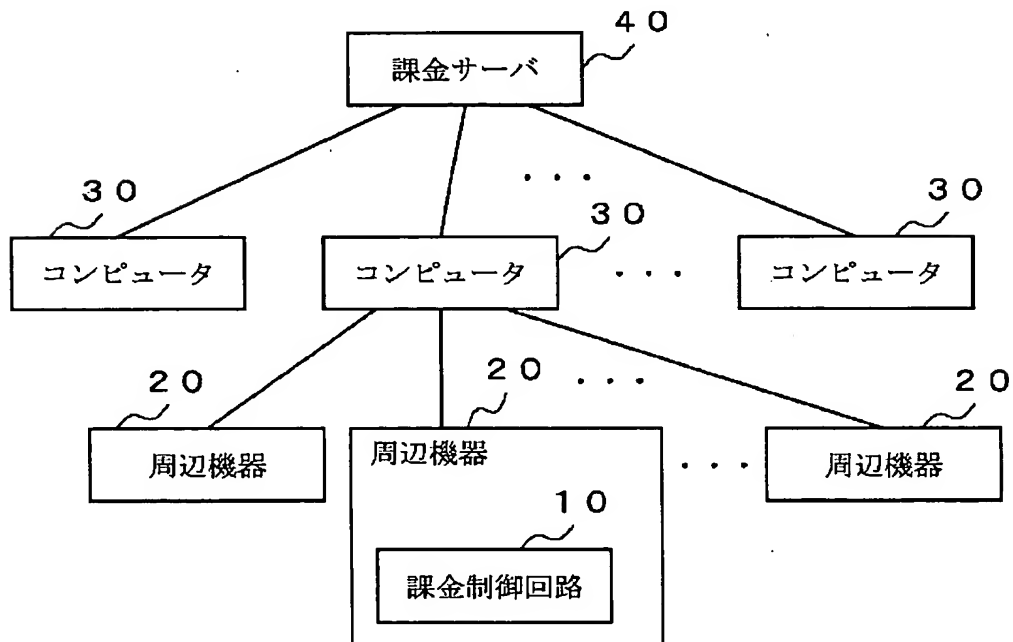 ４０
課金サーバ
・・・
３０
３０
３０
コンピュータ
コンピュータ
・・・
コンピュータ
２０
２０
・・・
２０
周辺機器
周辺機器
・・・
周辺機器
１０
課金制御回路